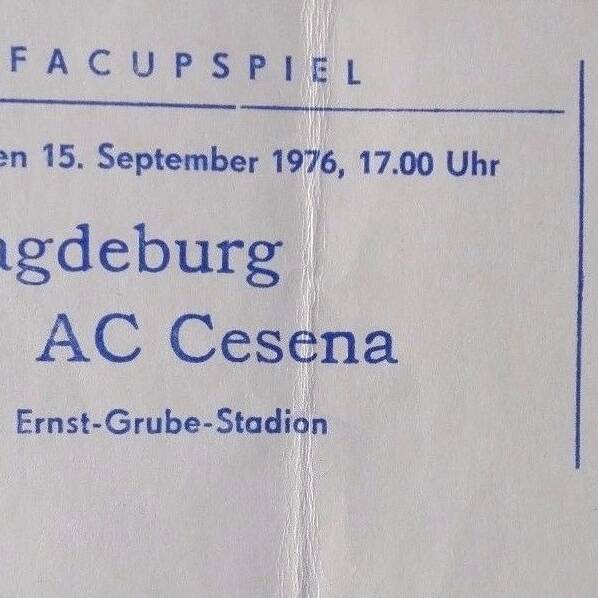 FACUPSPIEL
en 15. September 1976, 17.00 Uhr
agdeburg
AC Cesena
Ernst-Grube-Stadion